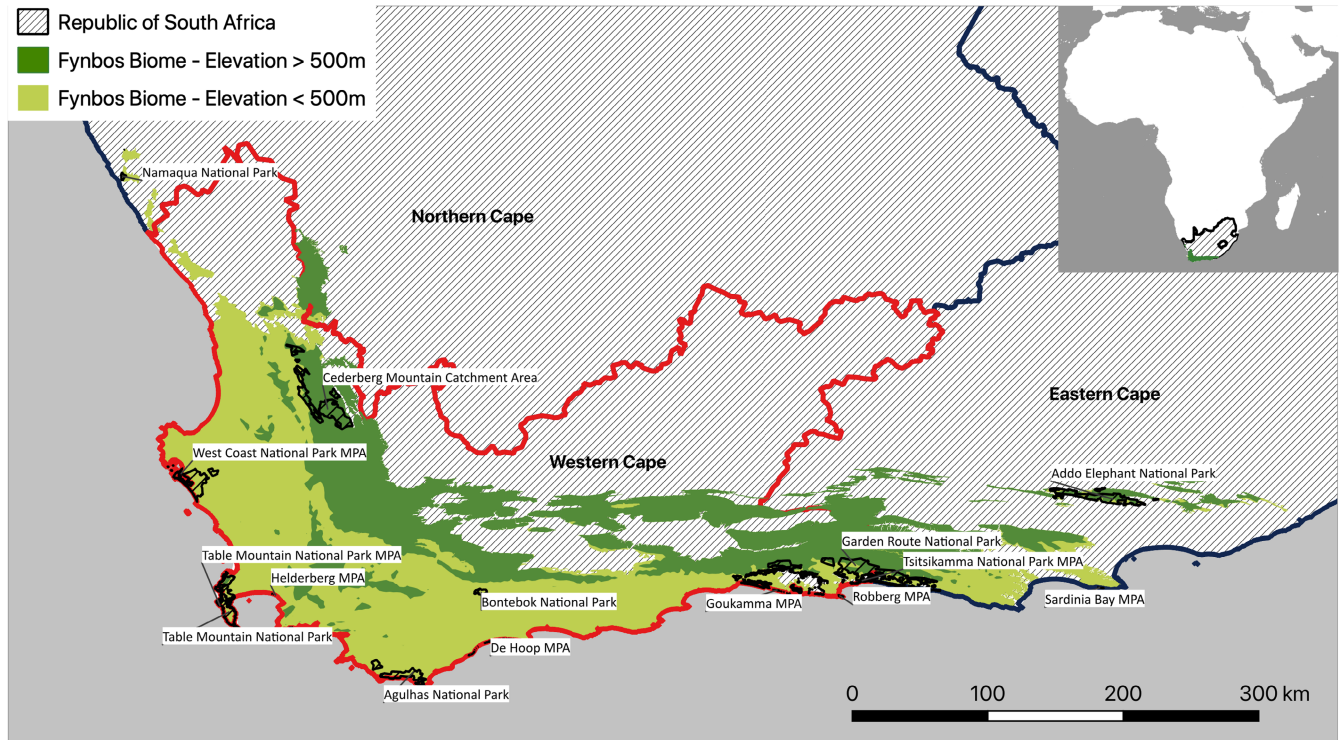 Republic of South Africa
Fynbos Biome - Elevation > 500m
Fynbos Biome - Elevation < 500m
Namaqua National Park
Northern Cape
Cederberg Mountain Catchment Area
Eastern Cape
West Coast National Park MPA
Western Cape
Addo Elephant National Park
Garden Route National Park
Table Mountain National Park MPA
Tsitsikamma National Park MPA
Helderberg MPA
Bontebok National Park
Goukamma MPA
Robberg MPA
Sardinia Bay MPA
Table Mountain National Park
De Hoop MPA
Agulhas National Park
0 100 200 300 km